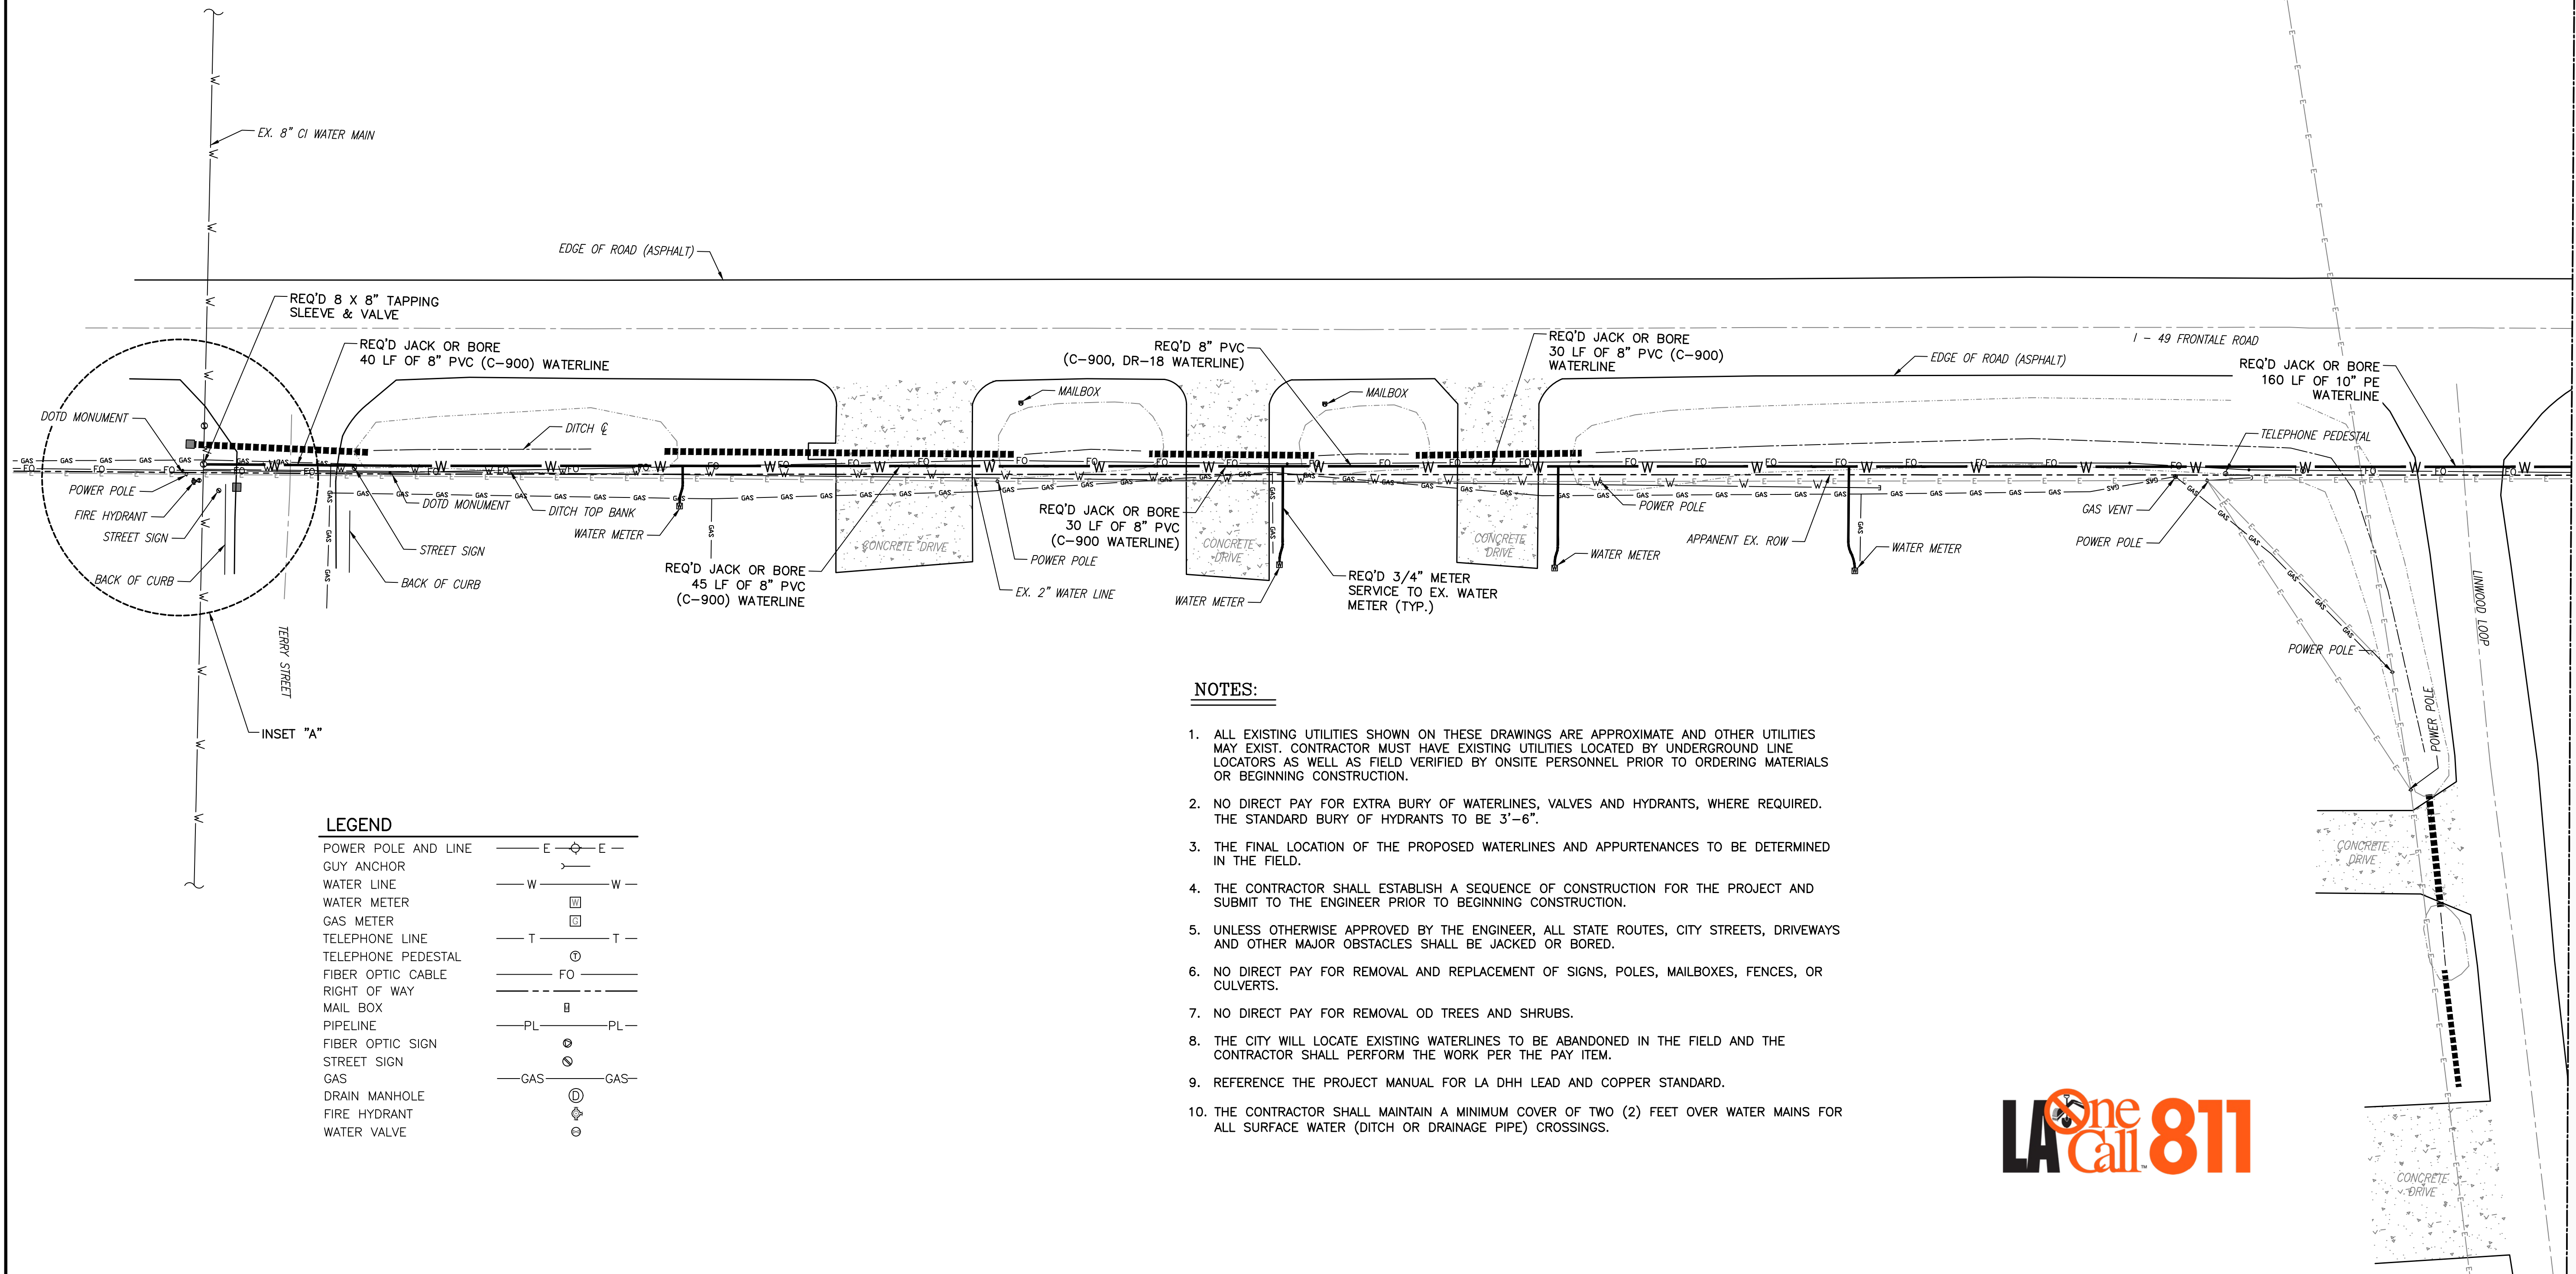 EX. 8" CI WATER MAIN
EDGE OF ROAD (ASPHALT)
REQ'D 8 X 8" TAPPING
SLEEVE & VALVE
REQ'D JACK OR BORE
40 LF OF 8" PVC (C-900) WATERLINE
REQ'D 8" PVC
(C-900, DR-18 WATERLINE)
REQ'D JACK OR BORE
30 LF OF 8" PVC (C-900)
WATERLINE
I - 49 FRONTALE ROAD
EDGE OF ROAD (ASPHALT)
REQ'D JACK OR BORE
160 LF OF 10" PE
WATERLINE
MAILBOX
MAILBOX
DOTD MONUMENT
DITCH ℄
TELEPHONE PEDESTAL
POWER POLE
FIRE HYDRANT
STREET SIGN
BACK OF CURB
DOTD MONUMENT
DITCH TOP BANK
WATER METER
STREET SIGN
BACK OF CURB
CONCRETE DRIVE
REQ'D JACK OR BORE
45 LF OF 8" PVC
(C-900) WATERLINE
REQ'D JACK OR BORE
30 LF OF 8" PVC
(C-900 WATERLINE)
POWER POLE
EX. 2" WATER LINE
CONCRETE
DRIVE
WATER METER
REQ'D 3/4" METER
SERVICE TO EX. WATER
METER (TYP.)
CONCRETE
DRIVE
POWER POLE
WATER METER
APPANENT EX. ROW
WATER METER
GAS VENT
POWER POLE
POWER POLE
LINWOOD LOOP
POWER POLE
TERRY STREET
INSET "A"
CONCRETE
DRIVE
CONCRETE
DRIVE
LEGEND
POWER POLE AND LINE E E
GUY ANCHOR
WATER LINE W W
WATER METER W
GAS METER G
TELEPHONE LINE T T
TELEPHONE PEDESTAL T
FIBER OPTIC CABLE FO
RIGHT OF WAY
MAIL BOX
PIPELINE PL PL
FIBER OPTIC SIGN
STREET SIGN
GAS GAS GAS
DRAIN MANHOLE D
FIRE HYDRANT
WATER VALVE
NOTES:
1. ALL EXISTING UTILITIES SHOWN ON THESE DRAWINGS ARE APPROXIMATE AND OTHER UTILITIES
MAY EXIST. CONTRACTOR MUST HAVE EXISTING UTILITIES LOCATED BY UNDERGROUND LINE
LOCATORS AS WELL AS FIELD VERIFIED BY ONSITE PERSONNEL PRIOR TO ORDERING MATERIALS
OR BEGINNING CONSTRUCTION.
2. NO DIRECT PAY FOR EXTRA BURY OF WATERLINES, VALVES AND HYDRANTS, WHERE REQUIRED.
THE STANDARD BURY OF HYDRANTS TO BE 3'-6".
3. THE FINAL LOCATION OF THE PROPOSED WATERLINES AND APPURTENANCES TO BE DETERMINED
IN THE FIELD.
4. THE CONTRACTOR SHALL ESTABLISH A SEQUENCE OF CONSTRUCTION FOR THE PROJECT AND
SUBMIT TO THE ENGINEER PRIOR TO BEGINNING CONSTRUCTION.
5. UNLESS OTHERWISE APPROVED BY THE ENGINEER, ALL STATE ROUTES, CITY STREETS, DRIVEWAYS
AND OTHER MAJOR OBSTACLES SHALL BE JACKED OR BORED.
6. NO DIRECT PAY FOR REMOVAL AND REPLACEMENT OF SIGNS, POLES, MAILBOXES, FENCES, OR
CULVERTS.
7. NO DIRECT PAY FOR REMOVAL OD TREES AND SHRUBS.
8. THE CITY WILL LOCATE EXISTING WATERLINES TO BE ABANDONED IN THE FIELD AND THE
CONTRACTOR SHALL PERFORM THE WORK PER THE PAY ITEM.
9. REFERENCE THE PROJECT MANUAL FOR LA DHH LEAD AND COPPER STANDARD.
10. THE CONTRACTOR SHALL MAINTAIN A MINIMUM COVER OF TWO (2) FEET OVER WATER MAINS FOR
ALL SURFACE WATER (DITCH OR DRAINAGE PIPE) CROSSINGS.
LA One Call 811